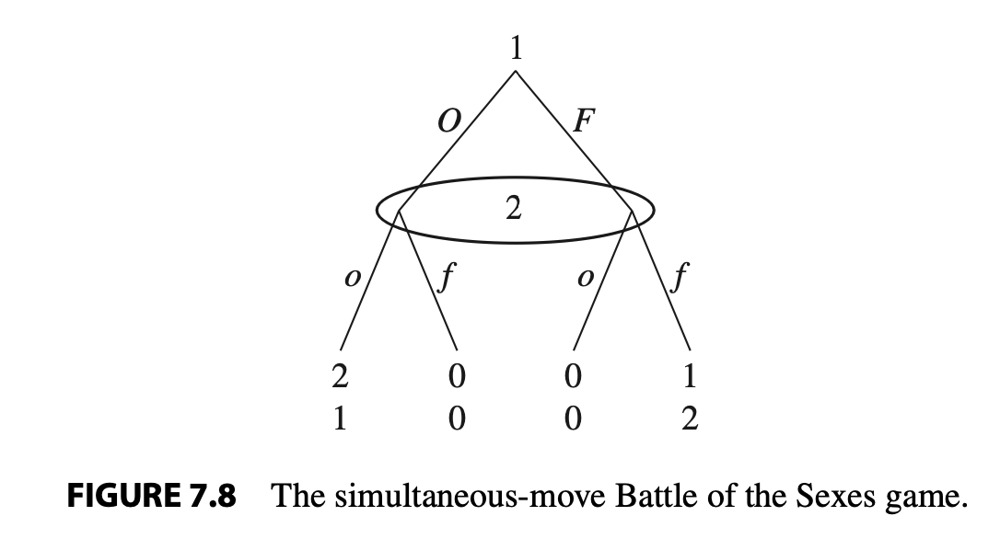 1
O F
2
o f o f
2 0 0 1
1 0 0 2
FIGURE 7.8 The simultaneous-move Battle of the Sexes game.